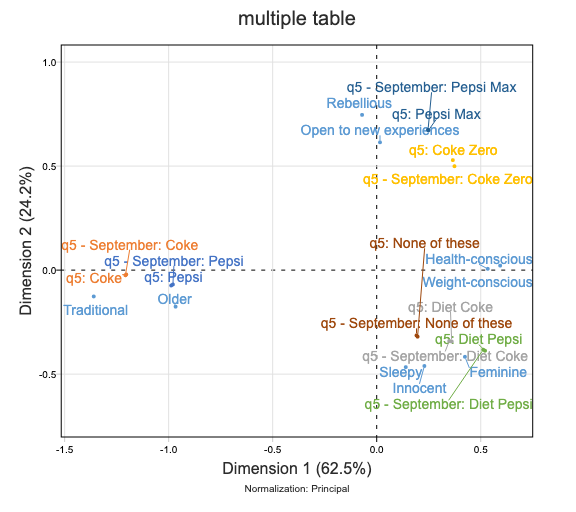 multiple table
1.0
q5 - September: Pepsi Max
Rebellious
q5: Pepsi Max
Open to new experiences
q5: Coke Zero
0.5
q5 - September: Coke Zero
Dimension 2 (24.2%)
q5 - September: Coke
q5: None of these
q5 - September: Pepsi
Health-conscious
0.0
q5: Coke
q5: Pepsi
Weight-conscious
Older
Traditional
q5: Diet Coke
q5 - September: None of these
q5: Diet Pepsi
q5 - September: Diet Coke
-0.5
Sleepy
Feminine
Innocent
q5 - September: Diet Pepsi
-1.5
-1.0
-0.5
0.0
0.5
Dimension 1 (62.5%)
Normalization: Principal